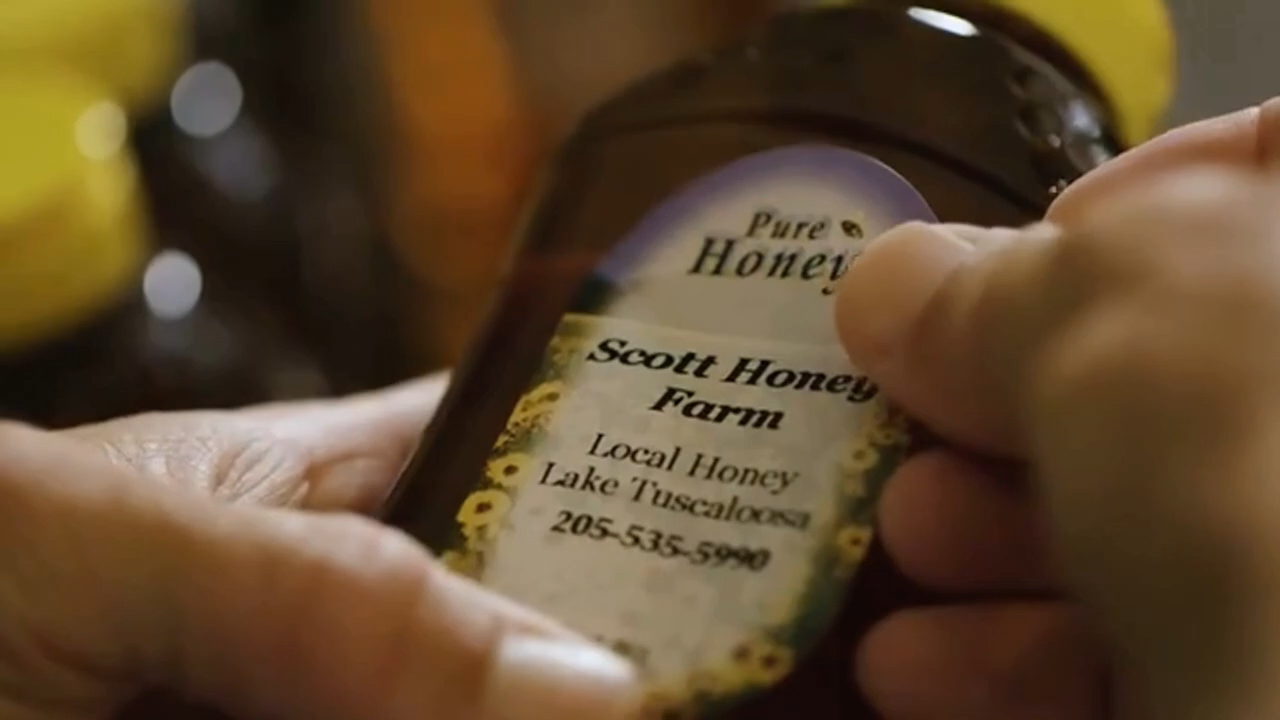 Pure
Honey
Scott Honey
Farm
Local Honey
Lake Tuscaloosa
205-535-5990